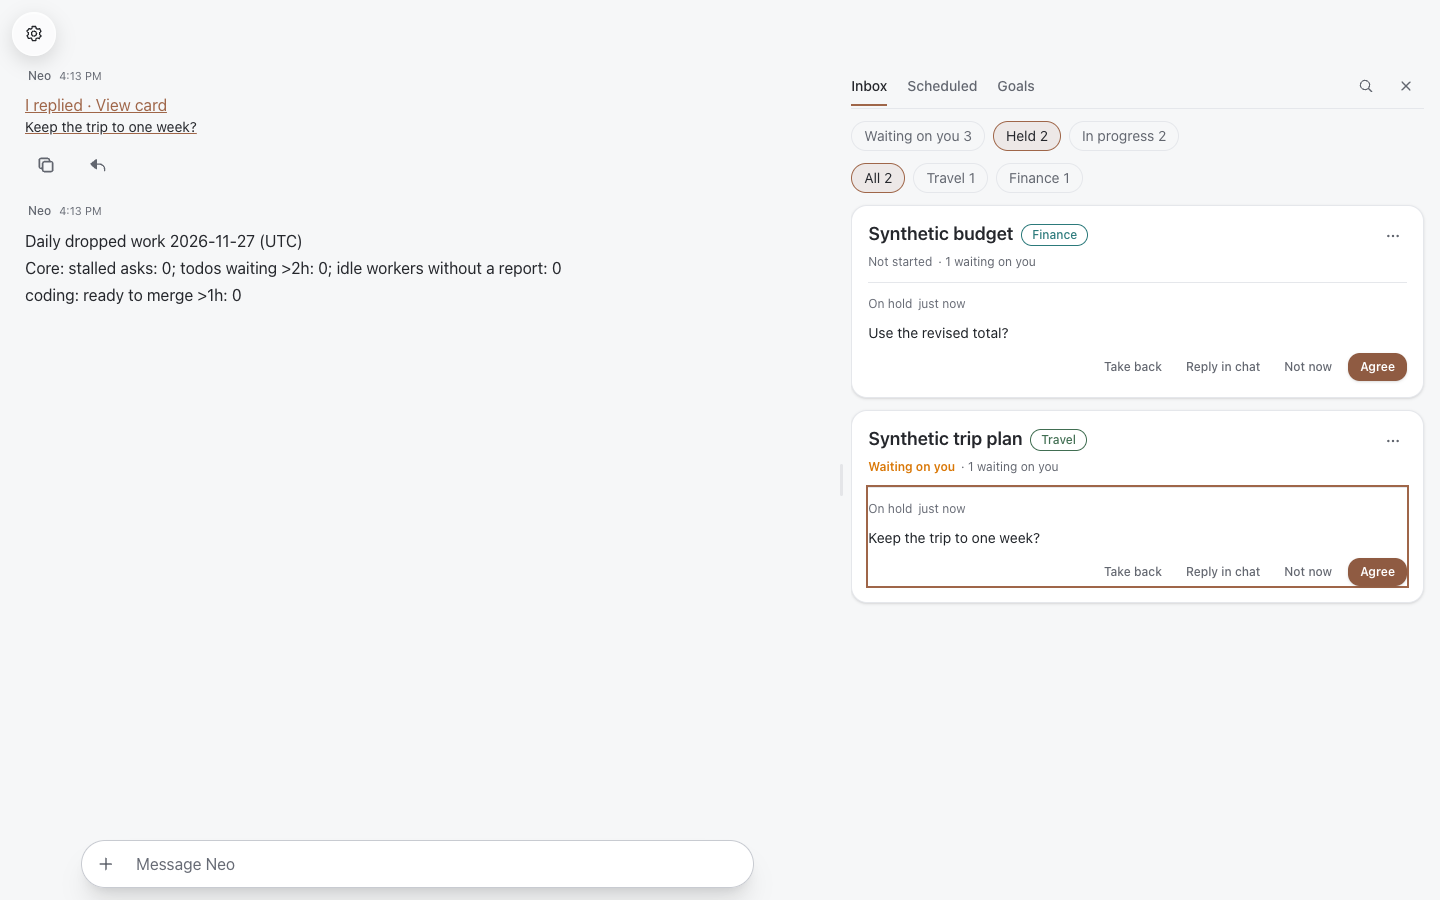 Neo 4:13 PM
I replied · View card
Keep the trip to one week?
Neo 4:13 PM
Daily dropped work 2026-11-27 (UTC)
Core: stalled asks: 0; todos waiting >2h: 0; idle workers without a report: 0
coding: ready to merge >1h: 0
Message Neo
Inbox Scheduled Goals
Waiting on you 3 Held 2 In progress 2
All 2 Travel 1 Finance 1
Synthetic budget Finance
Not started · 1 waiting on you
On hold just now
Use the revised total?
Take back Reply in chat Not now Agree
Synthetic trip plan Travel
Waiting on you · 1 waiting on you
On hold just now
Keep the trip to one week?
Take back Reply in chat Not now Agree